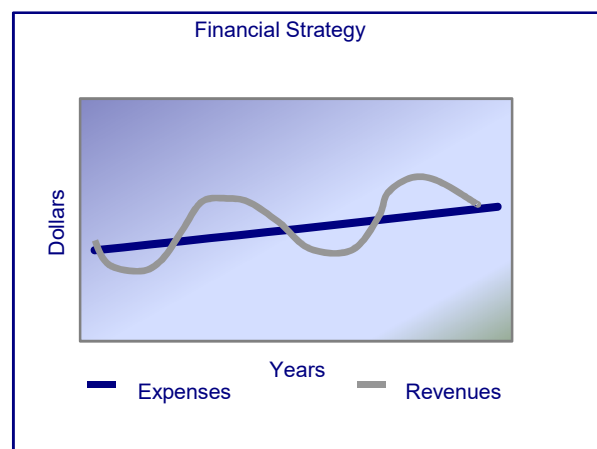 Financial Strategy
Dollars
Years
Expenses
Revenues